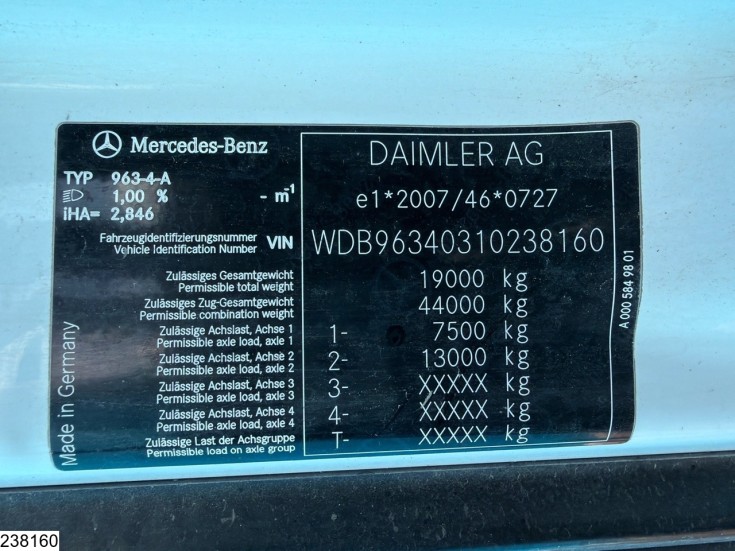 Mercedes-Benz
TYP 963-4-A
1,00 % - m⁻¹
iHA= 2,846
DAIMLER AG
e1*2007/46*0727
Fahrzeugidentifizierungsnummer
Vehicle Identification Number VIN WDB96340310238160
Zulässiges Gesamtgewicht
Permissible total weight 19000 kg
Zulässiges Zug-Gesamtgewicht
Permissible combination weight 44000 kg
Zulässige Achslast, Achse 1
Permissible axle load, axle 1 1- 7500 kg
Zulässige Achslast, Achse 2
Permissible axle load, axle 2 2- 13000 kg
Zulässige Achslast, Achse 3
Permissible axle load, axle 3 3- XXXXX kg
Zulässige Achslast, Achse 4
Permissible axle load, axle 4 4- XXXXX kg
Zulässige Last der Achsgruppe
Permissible load on axle group T- XXXXX kg
Made in Germany
A 000 584 98 01
238160